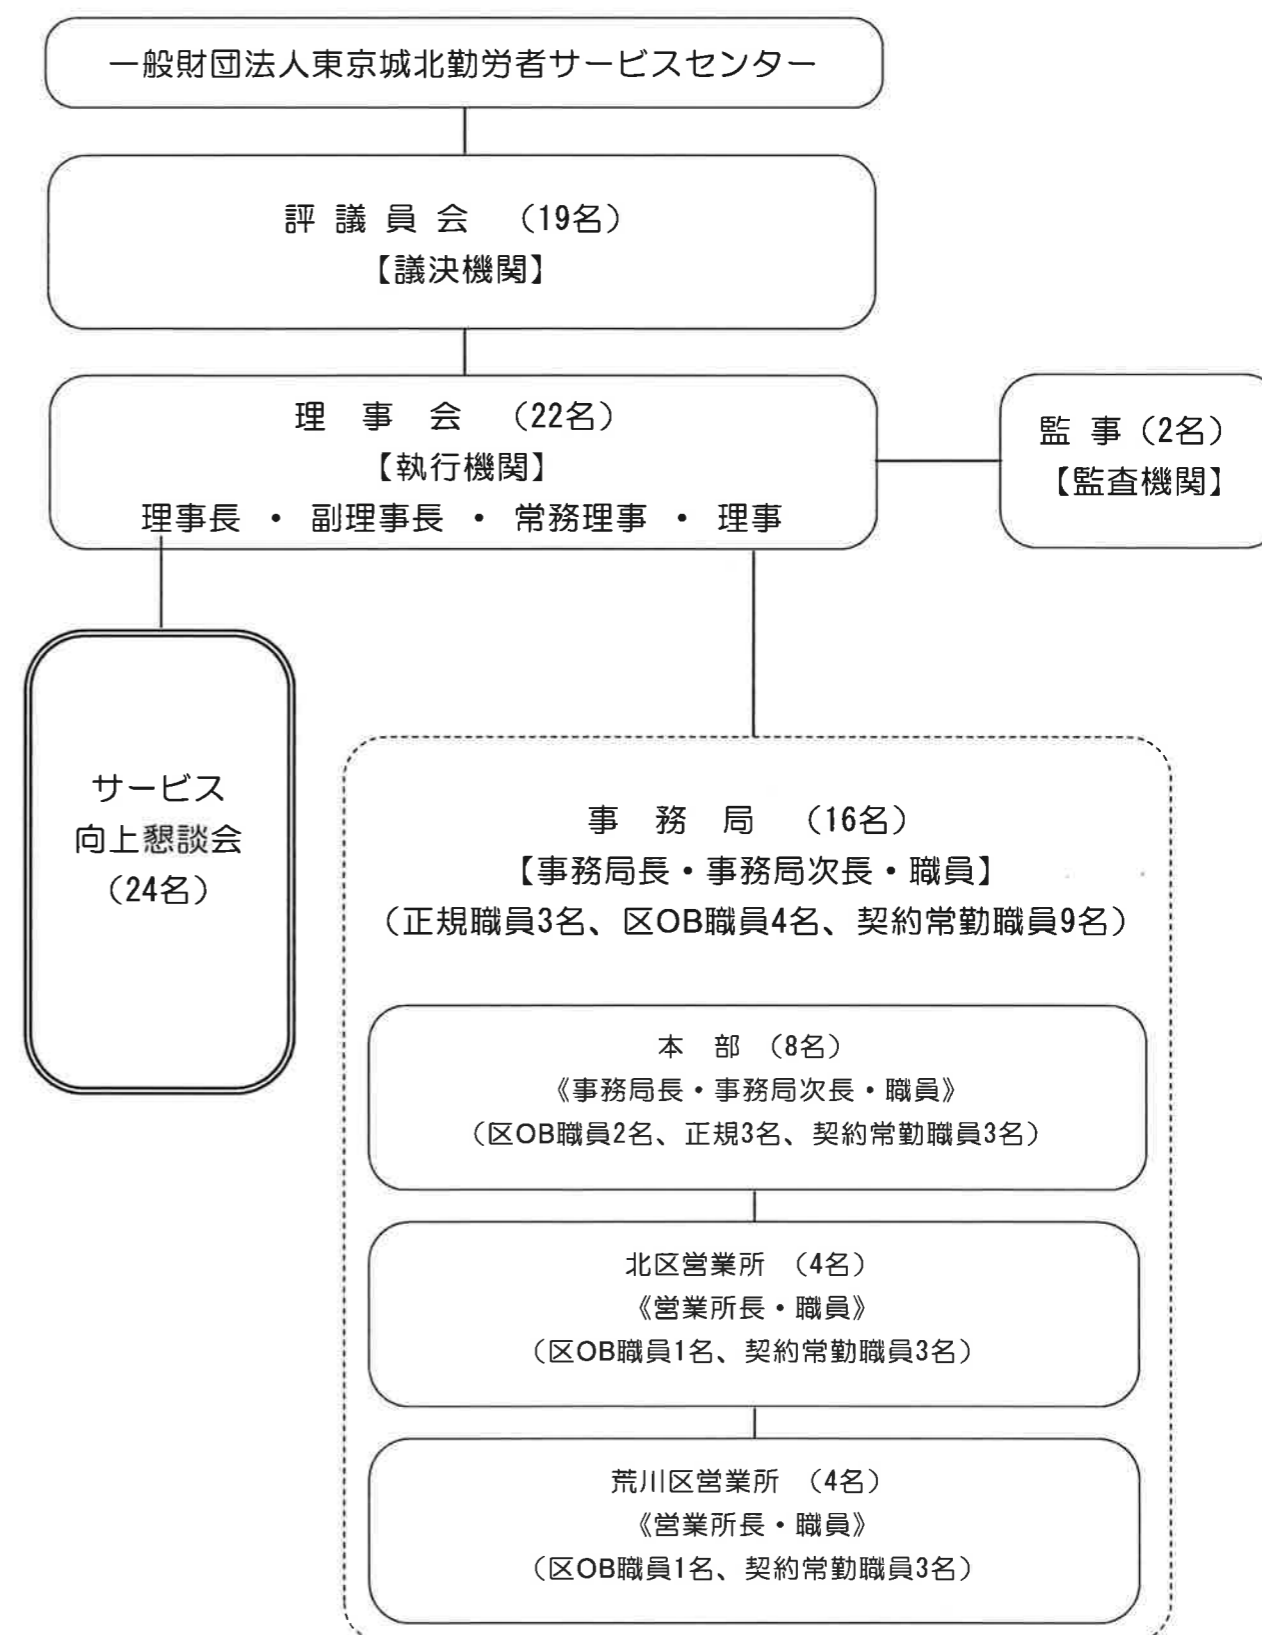 一般財団法人東京城北勤労者サービスセンター
評 議 員 会 （19名）
【議決機関】
理 事 会 （22名）
【執行機関】
理事長 ・ 副理事長 ・ 常務理事 ・ 理事
監 事（2名）
【監査機関】
サービス
向上懇談会
（24名）
事 務 局 （16名）
【事務局長・事務局次長・職員】
（正規職員3名、区OB職員4名、契約常勤職員9名）
本 部 （8名）
《事務局長・事務局次長・職員》
（区OB職員2名、正規3名、契約常勤職員3名）
北区営業所 （4名）
《営業所長・職員》
（区OB職員1名、契約常勤職員3名）
荒川区営業所 （4名）
《営業所長・職員》
（区OB職員1名、契約常勤職員3名）